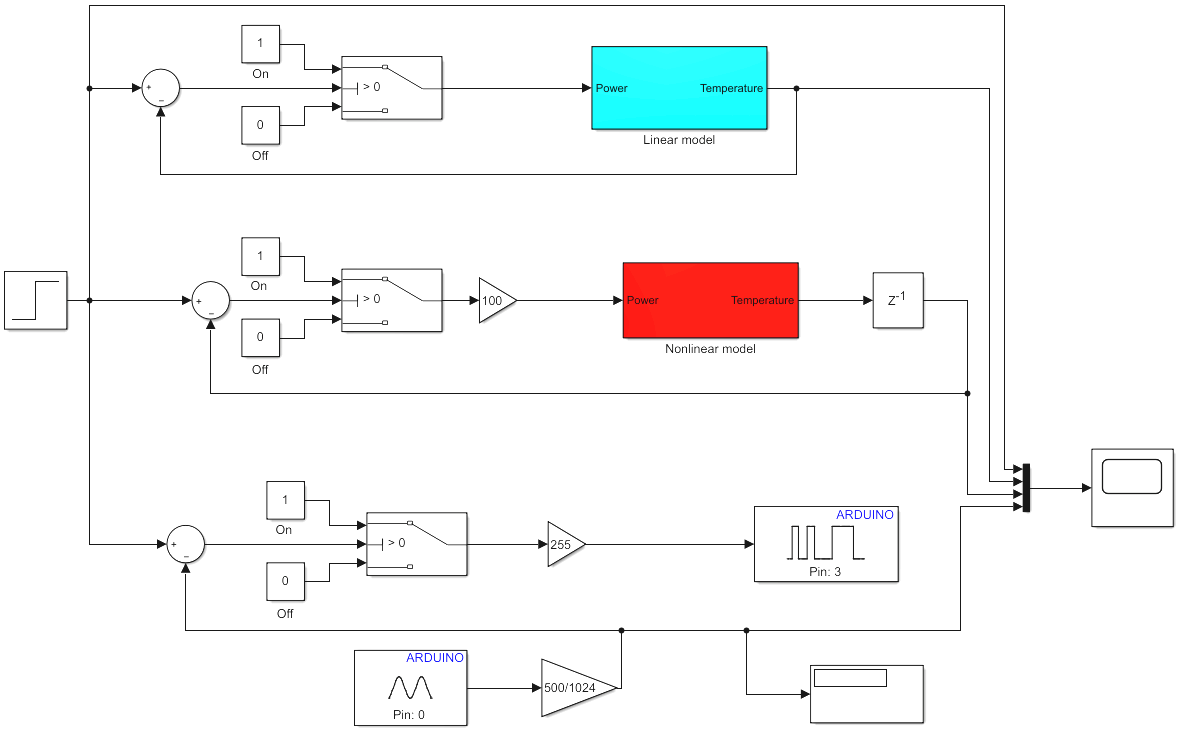 1
On
+
−
> 0
0
Off
Power
Temperature
Linear model
1
On
+
−
> 0
0
Off
100
Power
Temperature
Nonlinear model
Z-1
1
On
+
−
> 0
0
Off
255
ARDUINO
Pin: 3
ARDUINO
Pin: 0
500/1024